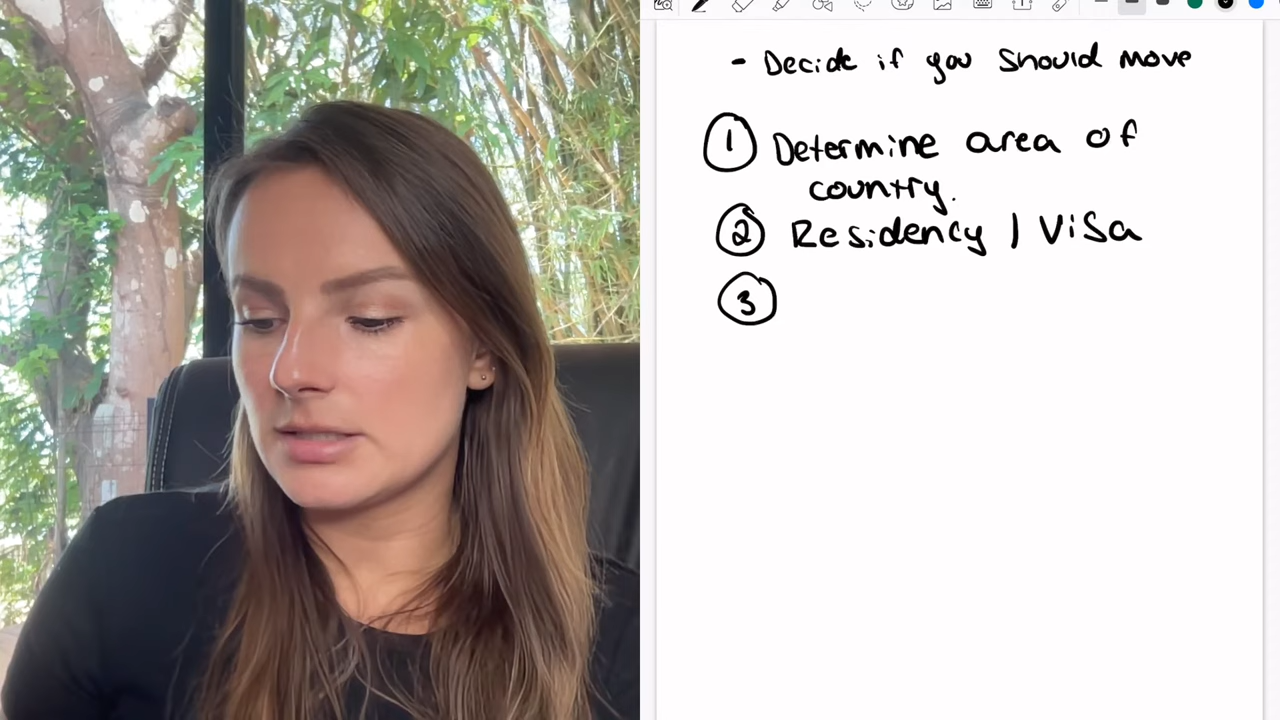 - Decide if you should move
① Determine area of
country.
② Residency / Visa
③